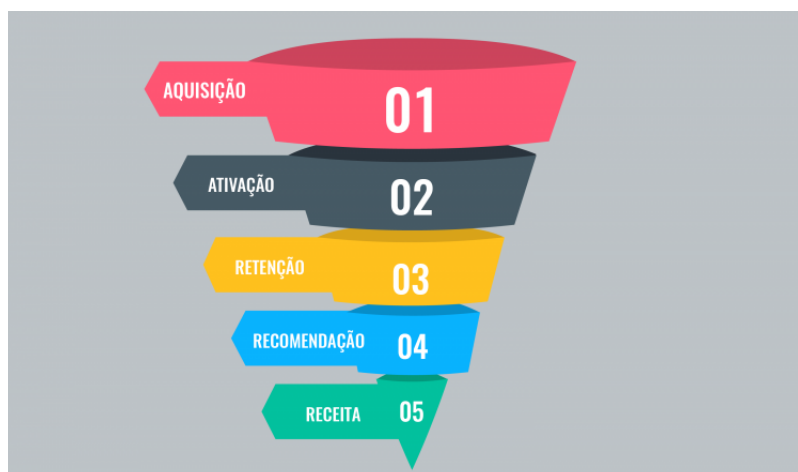 AQUISIÇÃO
01
ATIVAÇÃO
02
RETENÇÃO
03
RECOMENDAÇÃO
04
RECEITA
05